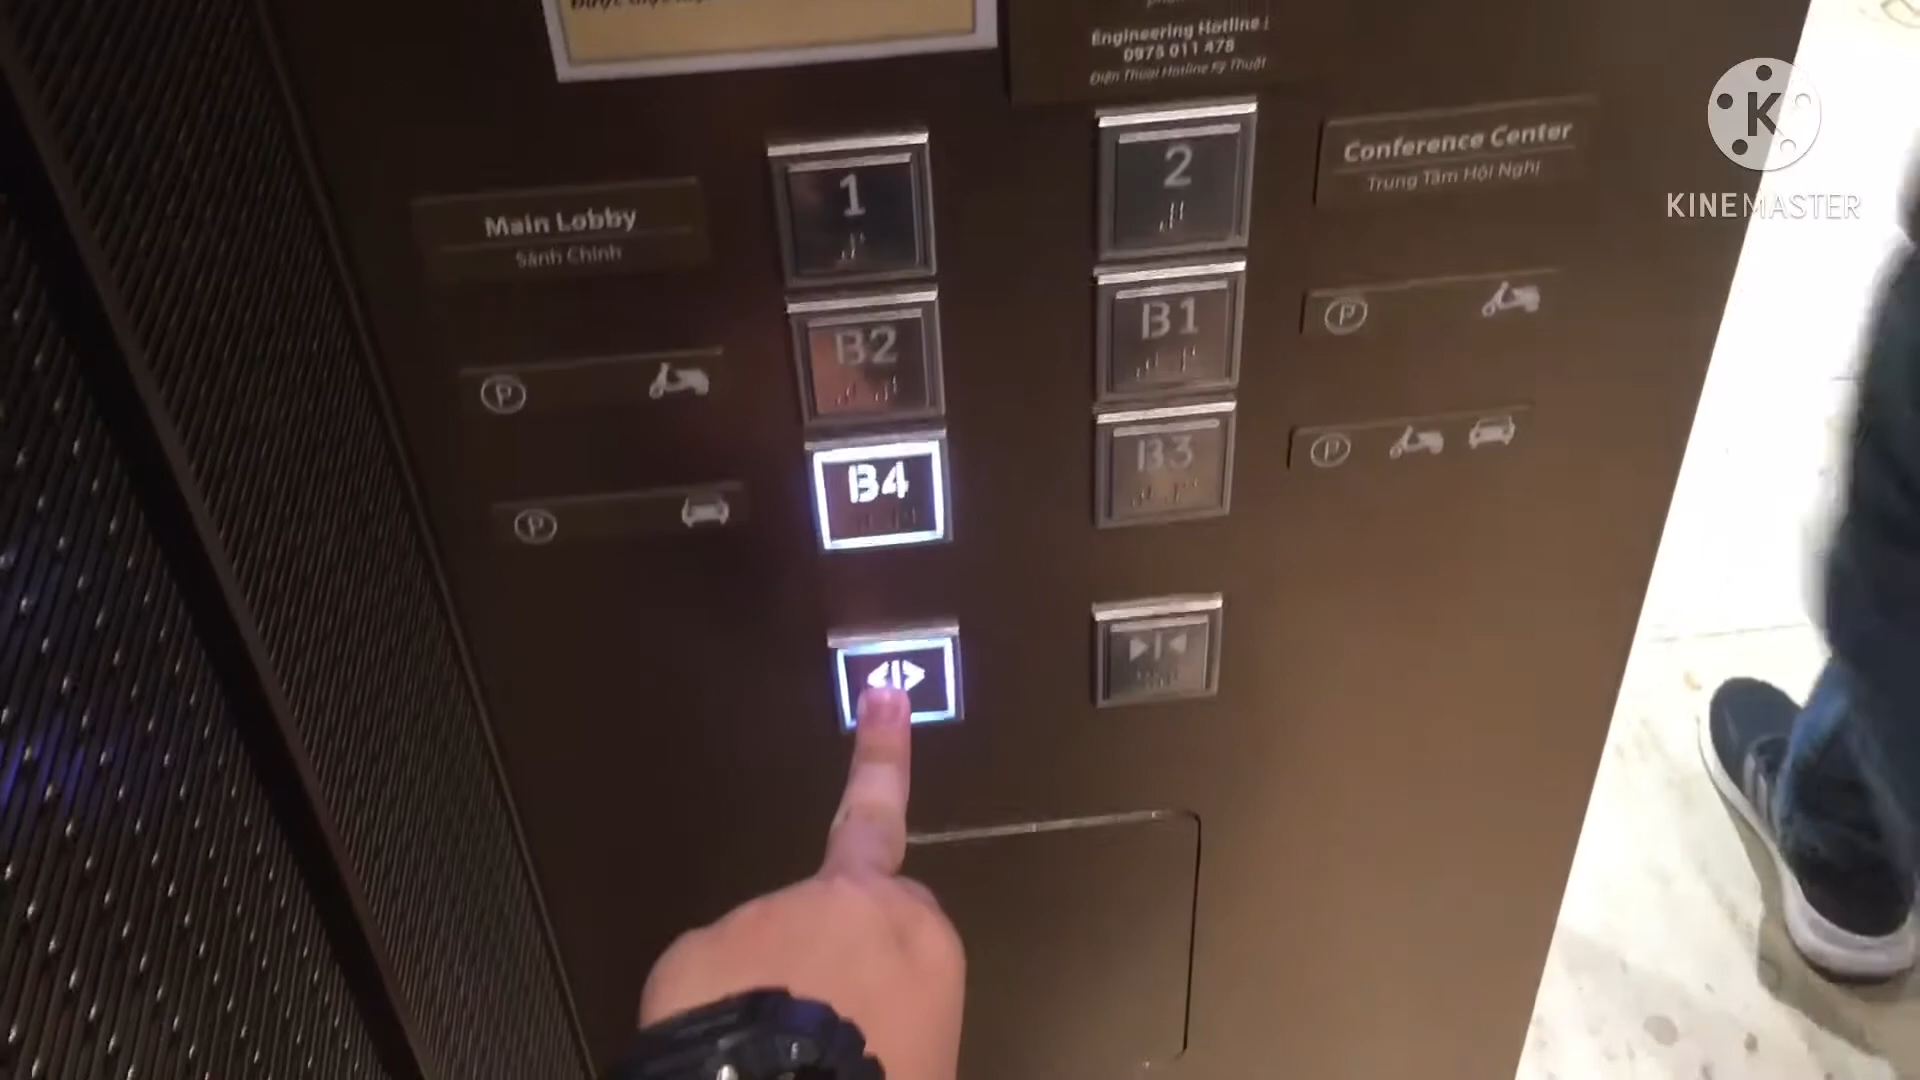 Engineering Hotline :
0975 011 478
Điện Thoại Hotline Kỹ Thuật
1
2
Conference Center
Trung Tâm Hội Nghị
Main Lobby
Sảnh Chính
B2
B1
P
P
B4
B3
P
P
K
KINEMASTER